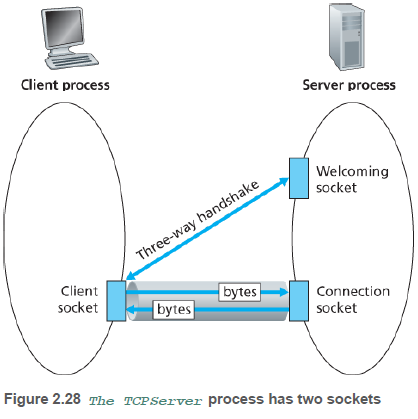 Client process
Server process
Welcoming
socket
Three-way handshake
Client
socket
bytes
bytes
Connection
socket
Figure 2.28 The TCPServer process has two sockets